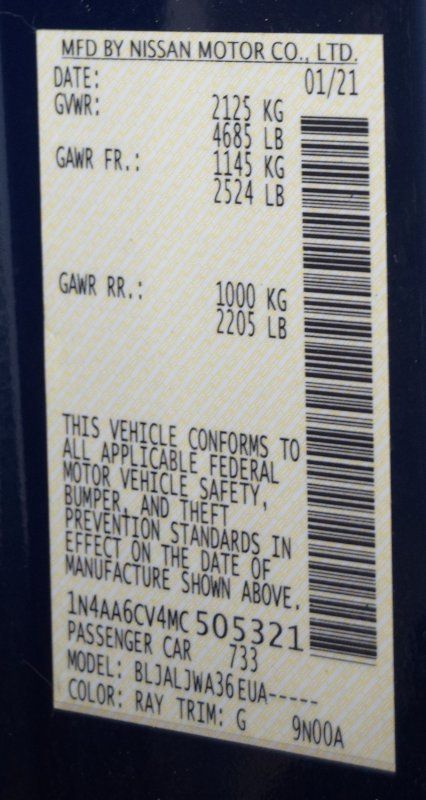 MFD BY NISSAN MOTOR CO., LTD.
DATE: 01/21
GVWR: 2125 KG
4685 LB
GAWR FR.: 1145 KG
2524 LB
GAWR RR.: 1000 KG
2205 LB
THIS VEHICLE CONFORMS TO
ALL APPLICABLE FEDERAL
MOTOR VEHICLE SAFETY,
BUMPER, AND THEFT
PREVENTION STANDARDS IN
EFFECT ON THE DATE OF
MANUFACTURE SHOWN ABOVE.
1N4AA6CV4MC505321
PASSENGER CAR 733
MODEL: BLJALJWA36EUA-----
COLOR: RAY TRIM: G 9N00A